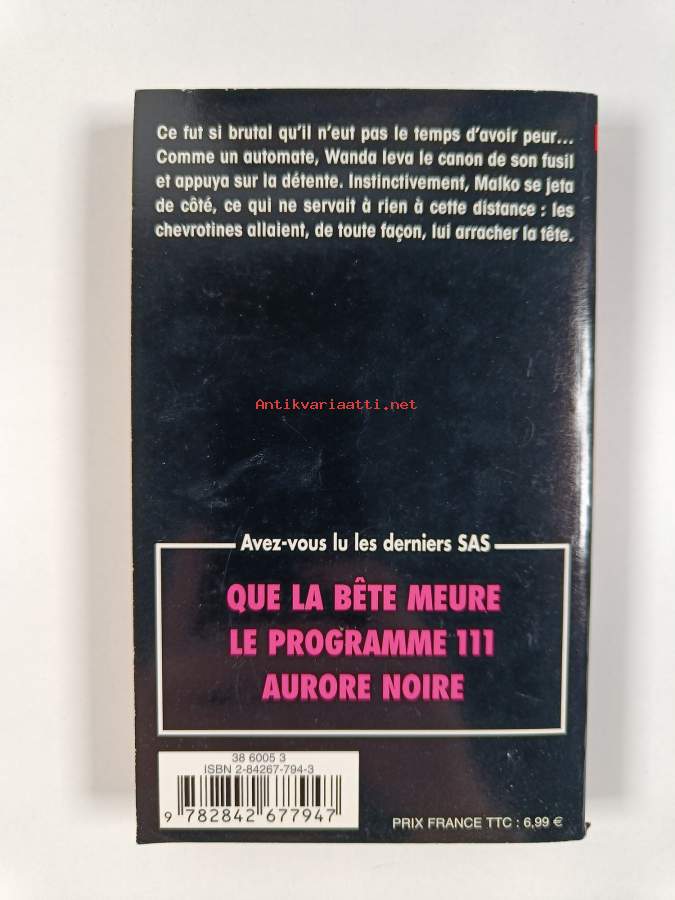 Ce fut si brutal qu'il n'eut pas le temps d'avoir peur...
Comme un automate, Wanda leva le canon de son fusil
et appuya sur la détente. Instinctivement, Malko se jeta
de côté, ce qui ne servait à rien à cette distance : les
chevrotines allaient, de toute façon, lui arracher la tête.
Antikvariaatti.net
Avez-vous lu les derniers SAS
QUE LA BÊTE MEURE
LE PROGRAMME 111
AURORE NOIRE
38 6005 3
ISBN 2-84267-794-3
9 782842 677947
PRIX FRANCE TTC : 6,99 €